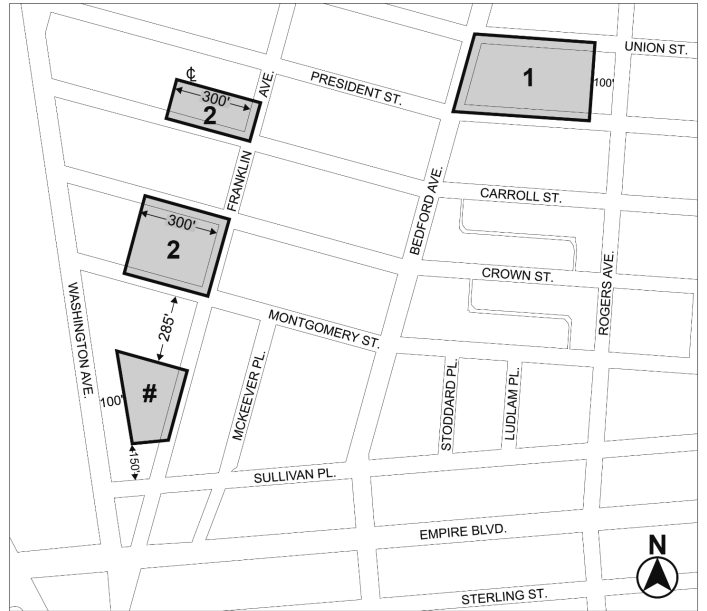 UNION ST.
1
100'
PRESIDENT ST.
AVE.
FRANKLIN
℄
300'
2
CARROLL ST.
BEDFORD AVE.
300'
2
CROWN ST.
ROGERS AVE.
WASHINGTON AVE.
285'
MONTGOMERY ST.
MCKEEVER PL.
STODDARD PL.
LUDLAM PL.
#
100'
150'
SULLIVAN PL.
EMPIRE BLVD.
N
STERLING ST.